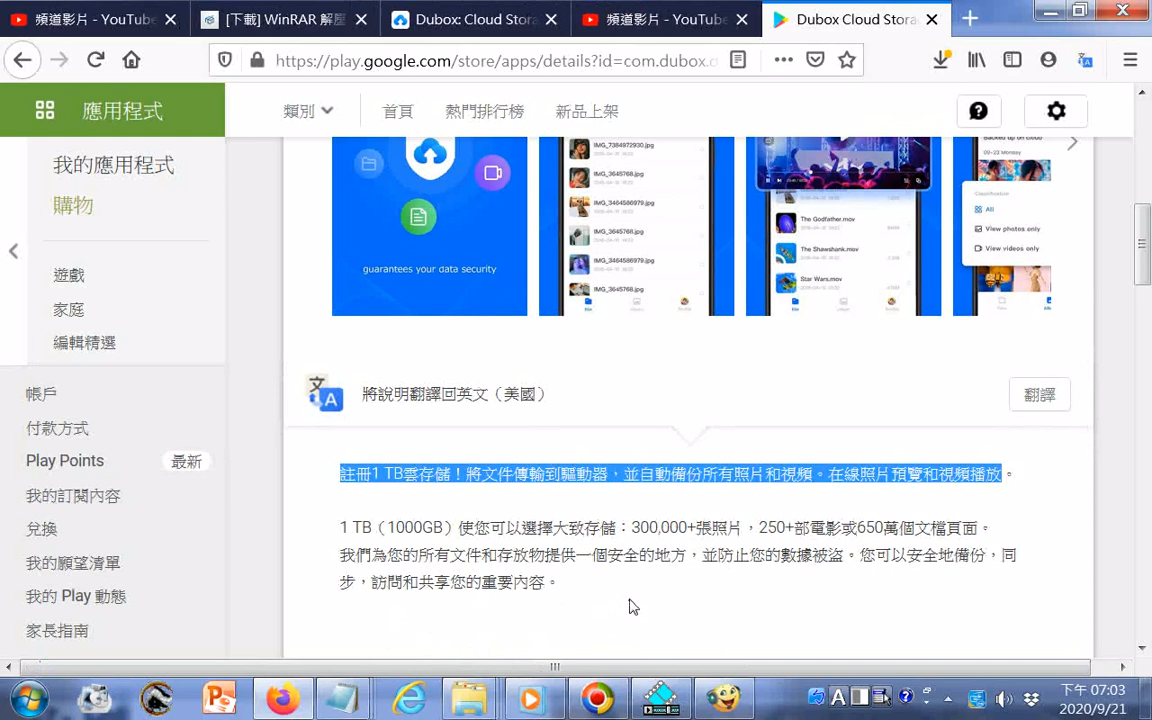 頻道影片 - YouTube
[下載] WinRAR 解壓
Dubox: Cloud Stora
頻道影片 - YouTube
Dubox Cloud Stora
https://play.google.com/store/apps/details?id=com.dubox.
應用程式
類別
首頁
熱門排行榜
新品上架
我的應用程式
購物
遊戲
家庭
編輯精選
帳戶
付款方式
Play Points
最新
我的訂閱內容
兌換
我的願望清單
我的 Play 動態
家長指南
guarantees your data security
IMG_7384972930.jpg
IMG_3645768.jpg
IMG_3464586979.jpg
IMG_3645768.jpg
IMG_3464586979.jpg
IMG_3645768.jpg
The Godfather.mov
The Shawshank.mov
Star Wars.mov
Backed up on cloud
All
View photos only
View videos only
將說明翻譯回英文（美國）
翻譯
註冊1 TB雲存儲！將文件傳輸到驅動器，並自動備份所有照片和視頻。在線照片預覽和視頻播放。
1 TB（1000GB）使您可以選擇大致存儲：300,000+張照片，250+部電影或650萬個文檔頁面。
我們為您的所有文件和存放物提供一個安全的地方，並防止您的數據被盜。您可以安全地備份，同
步，訪問和共享您的重要內容。
下午 07:03
2020/9/21